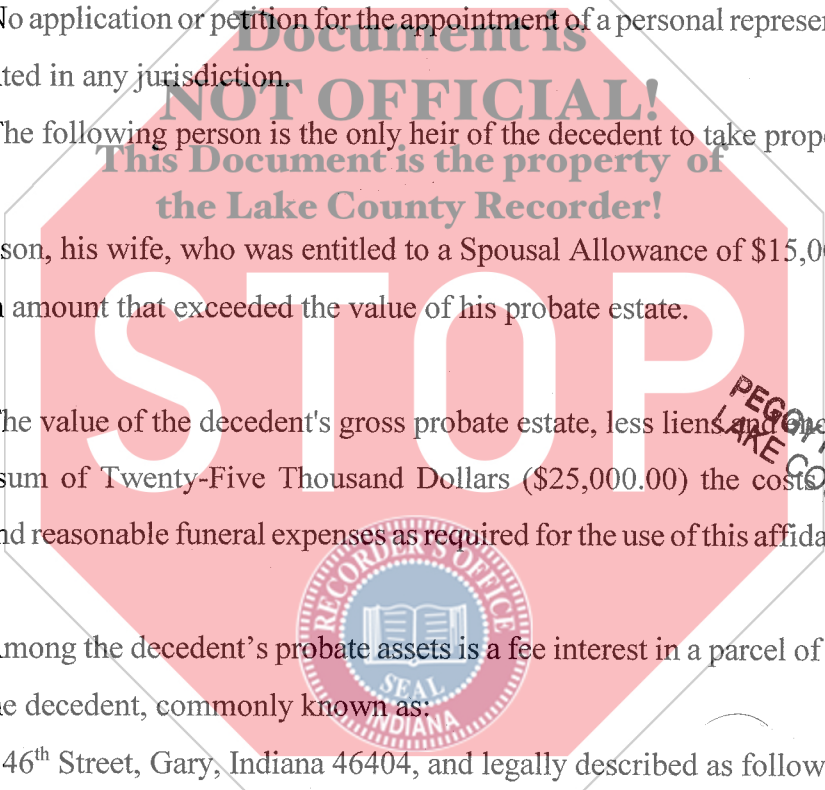 No application or petition for the appointment of a personal represen
Document is
ted in any jurisdiction.
NOT OFFICIAL!
The following person is the only heir of the decedent to take prope
This Document is the property of
the Lake County Recorder!
son, his wife, who was entitled to a Spousal Allowance of $15,0
amount that exceeded the value of his probate estate.
STOP
The value of the decedent's gross probate estate, less liens and
PEGGY
LAKE CO
sum of Twenty-Five Thousand Dollars ($25,000.00) the costs
nd reasonable funeral expenses as required for the use of this affida
RECORDER'S OFFICE
Among the decedent's probate assets is a fee interest in a parcel of
SEAL
e decedent, commonly known as:
INDIANA
46th Street, Gary, Indiana 46404, and legally described as follow